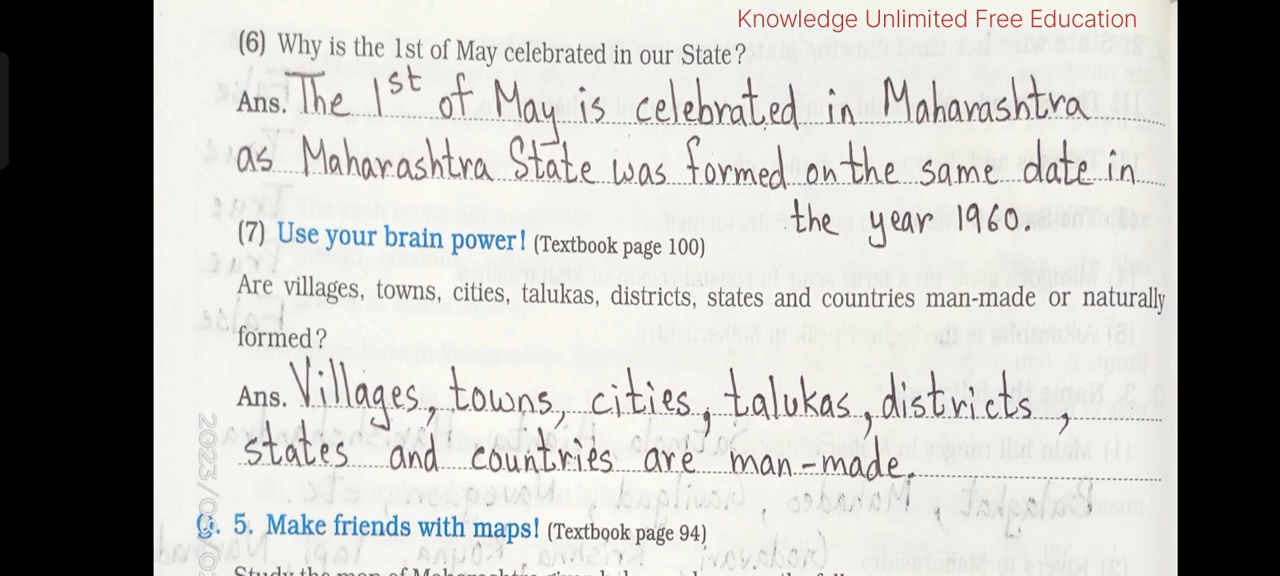 Knowledge Unlimited Free Education
(6) Why is the 1st of May celebrated in our State?
Ans. The 1st of May is celebrated in Maharashtra
as Maharashtra State was formed on the same date in
the year 1960.
(7) Use your brain power! (Textbook page 100)
Are villages, towns, cities, talukas, districts, states and countries man-made or naturally
formed?
Ans. Villages, towns, cities, talukas, districts,
states and countries are man-made.
Q. 5. Make friends with maps! (Textbook page 94)